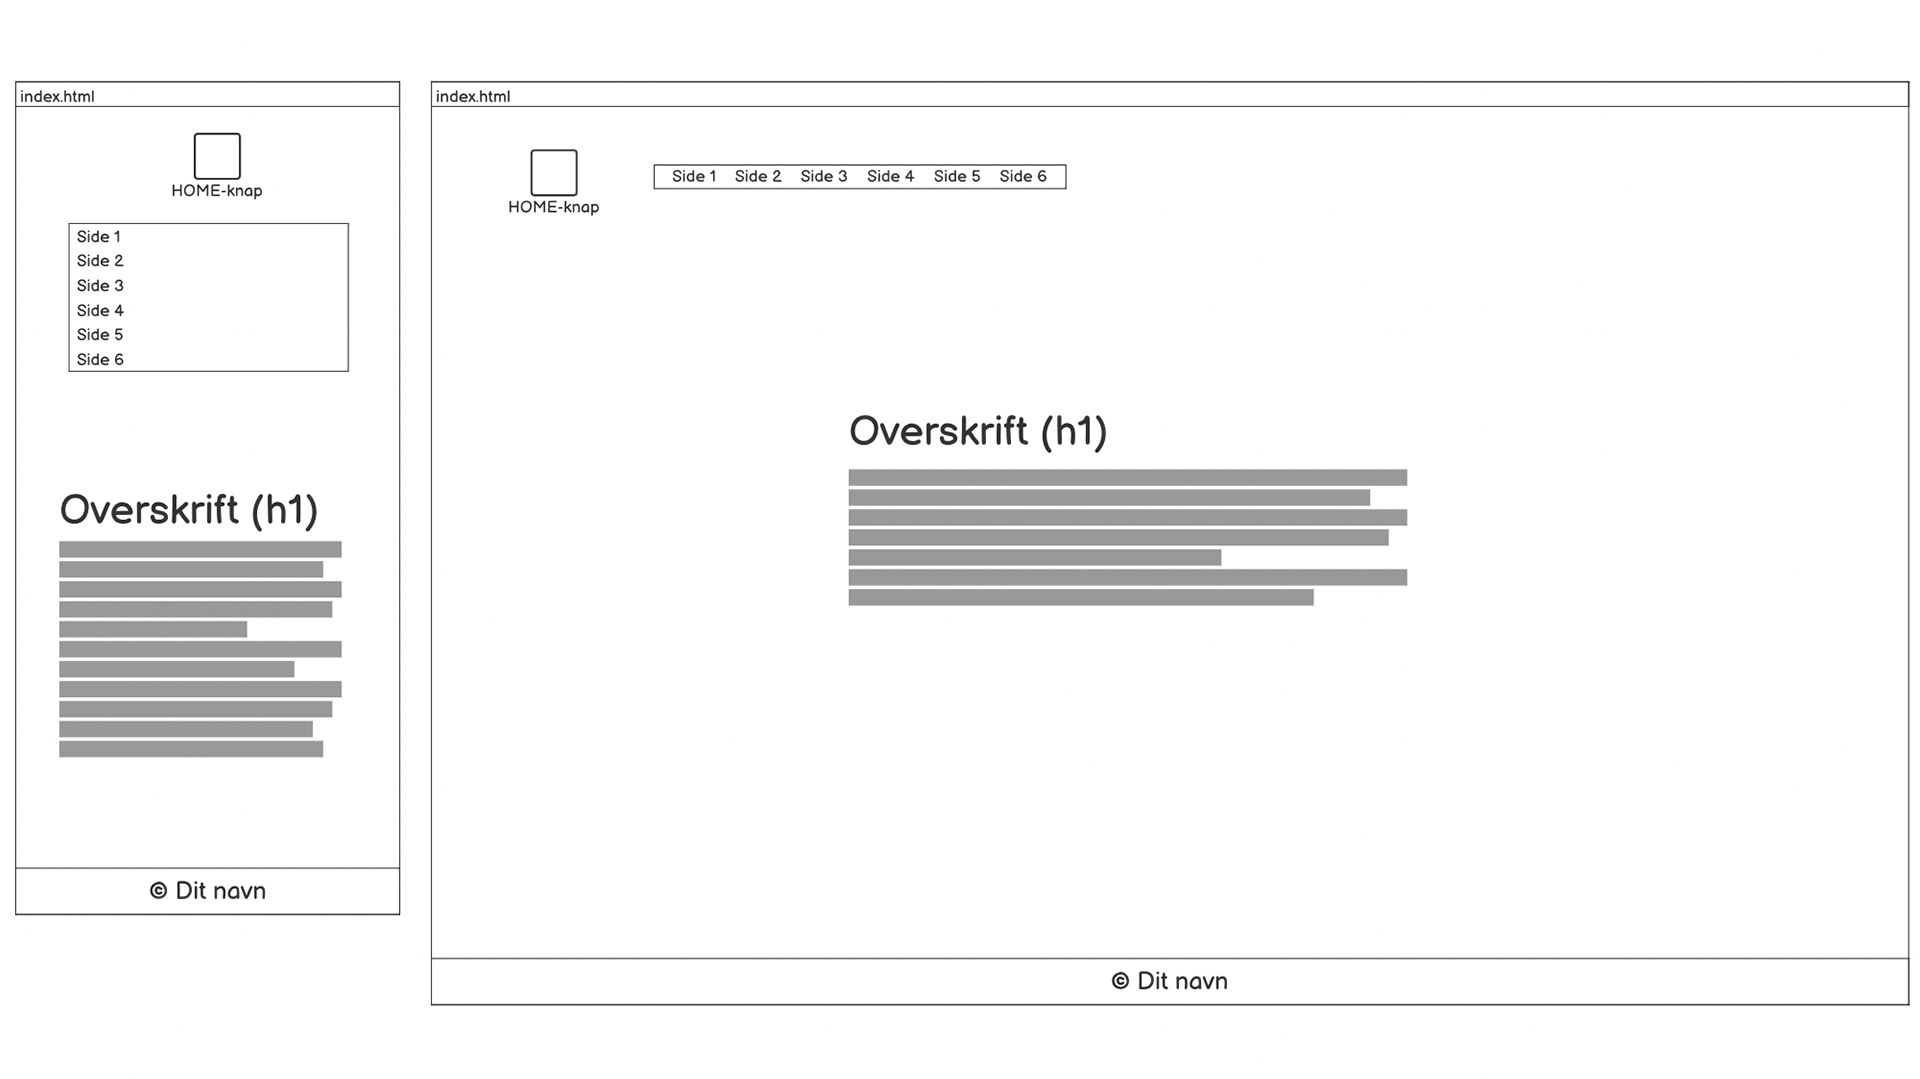 index.html
HOME-knap
Side 1
Side 2
Side 3
Side 4
Side 5
Side 6
Overskrift (h1)
© Dit navn
index.html
HOME-knap
Side 1 Side 2 Side 3 Side 4 Side 5 Side 6
Overskrift (h1)
© Dit navn